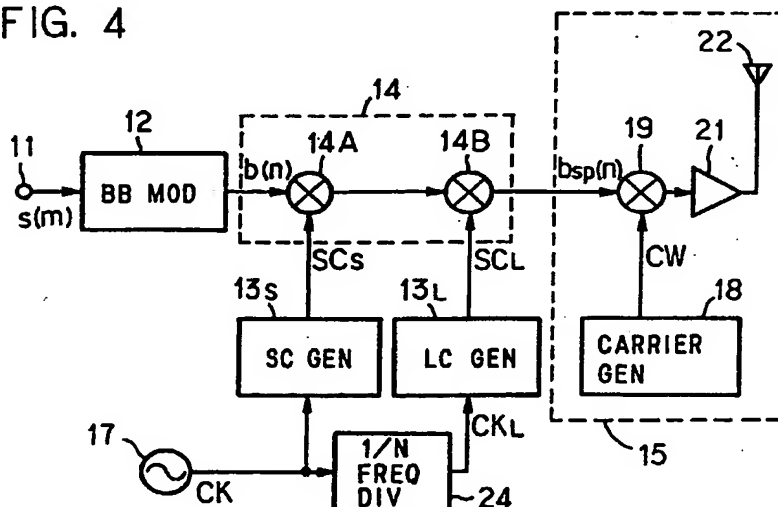 FIG. 4
22
14
19
21
11
12
14A
14B
s(m)
BB MOD
b(n)
bsp(n)
SCs
SCL
CW
13s
13L
18
SC GEN
LC GEN
CARRIER
GEN
17
CK
1/N
FREQ
DIV
CKL
24
15